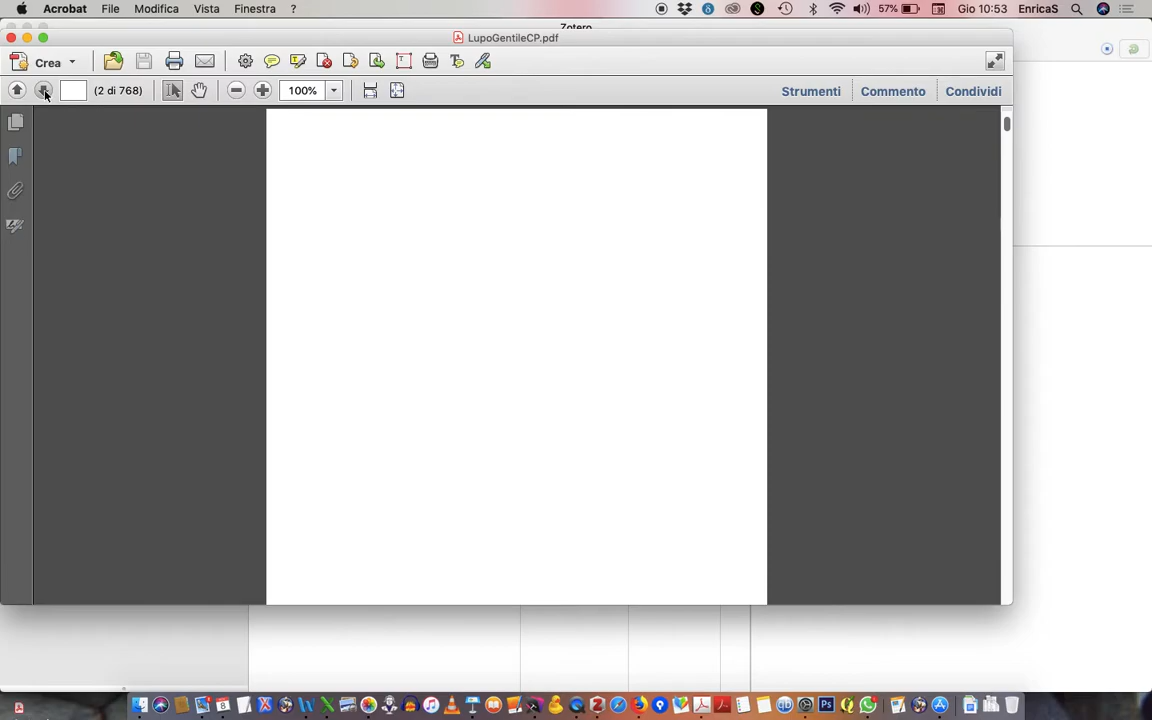 Acrobat File Modifica Vista Finestra ? 57% Gio 10:53 EnricaS
Zotero
LupoGentileCP.pdf
Crea
(2 di 768) 100% Strumenti Commento Condividi